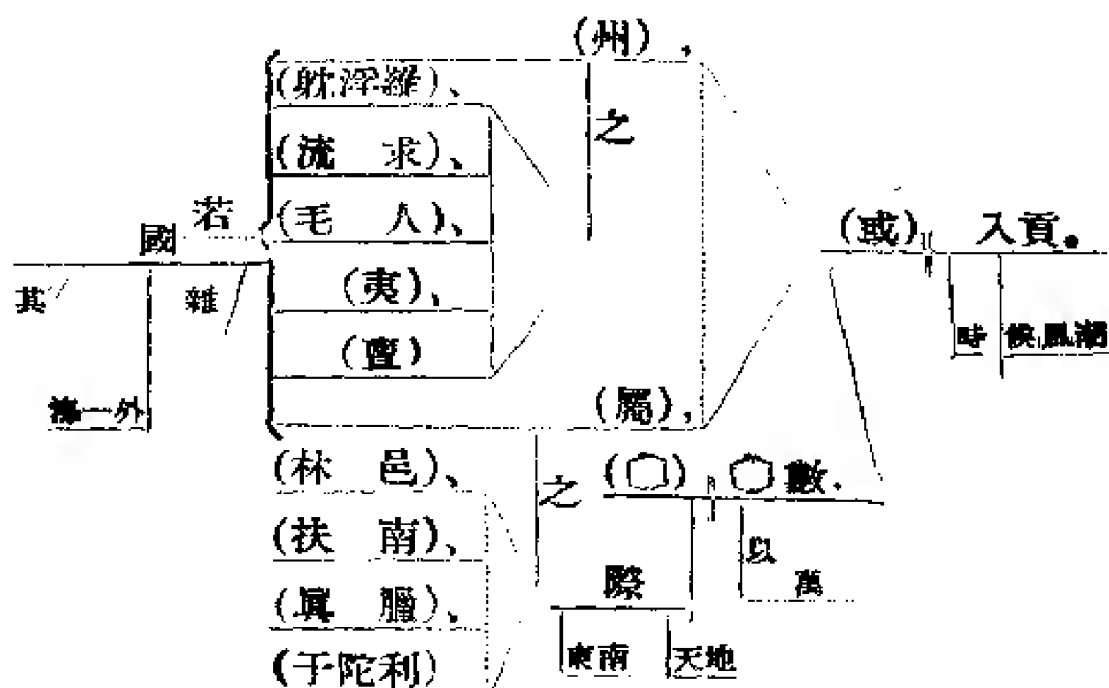 (州),
(躭浮羅)、
之
(流求)、
國 若 (毛人)、
(或) 入貢。
其 雜
(夷)、
(亶)
時 候風潮
海一外
(屬),
(林邑)、
之 (○) ○數.
(扶南)、
以
(眞臘)、
際 萬
(于陀利)
東南 天地